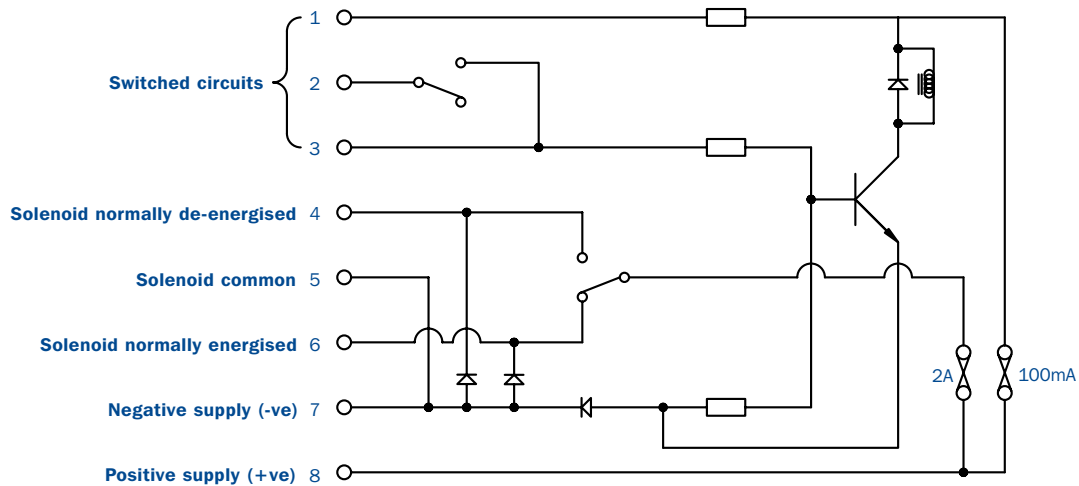 1
Switched circuits
2
3
Solenoid normally de-energised 4
Solenoid common 5
Solenoid normally energised 6
2A
100mA
Negative supply (-ve) 7
Positive supply (+ve) 8